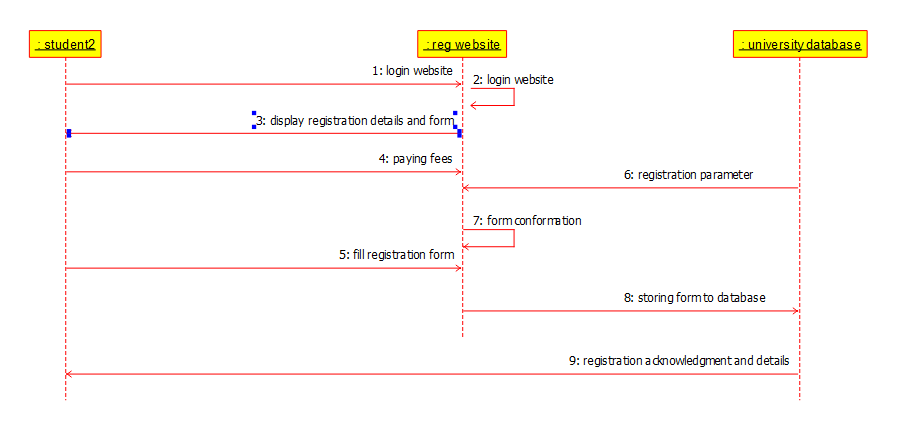 : student2
: reg website
: university database
1: login website
2: login website
3: display registration details and form
4: paying fees
6: registration parameter
7: form conformation
5: fill registration form
8: storing form to database
9: registration acknowledgment and details